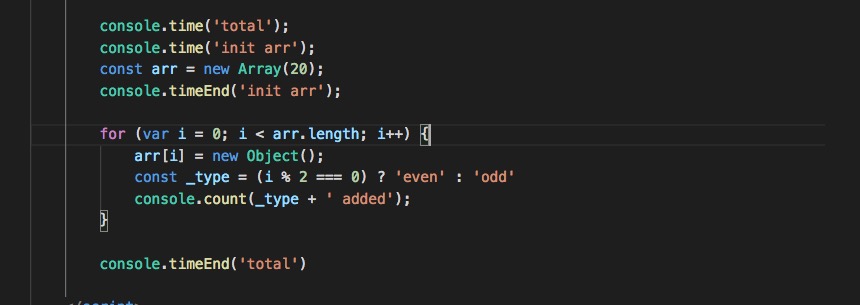 console.time('total');
console.time('init arr');
const arr = new Array(20);
console.timeEnd('init arr');
for (var i = 0; i < arr.length; i++) {
arr[i] = new Object();
const _type = (i % 2 === 0) ? 'even' : 'odd'
console.count(_type + ' added');
}
console.timeEnd('total')